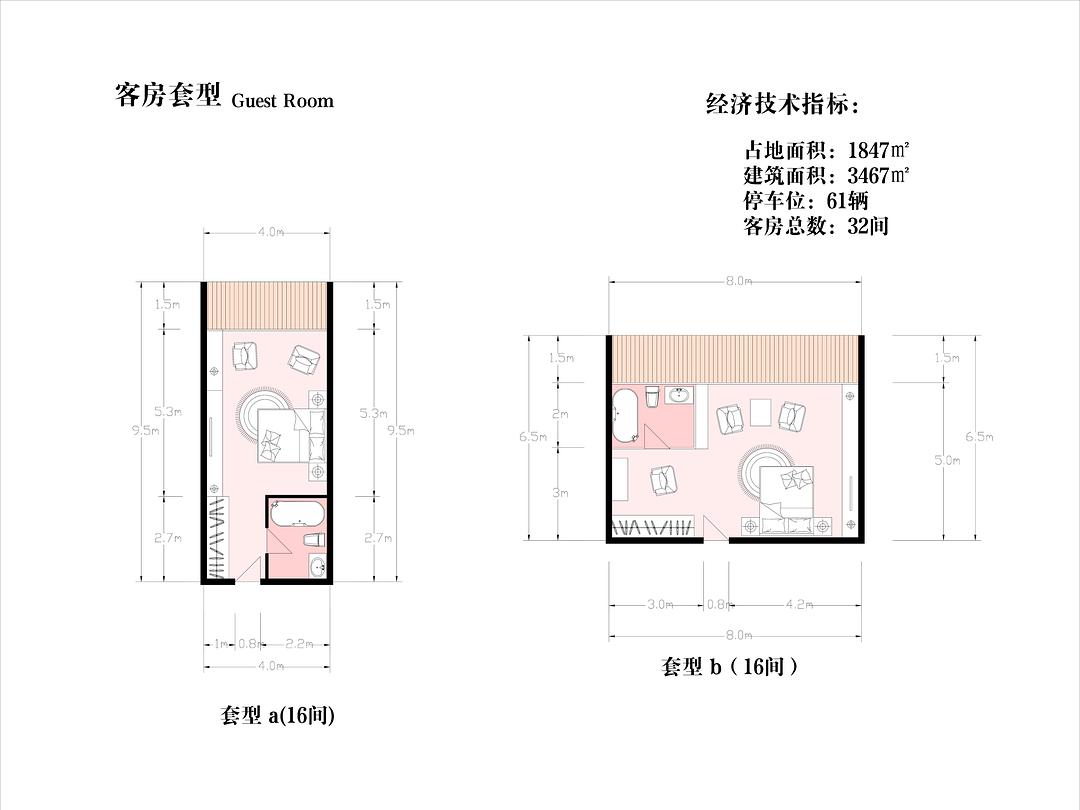 客房套型 Guest Room
经济技术指标：
占地面积：1847㎡
建筑面积：3467㎡
停车位：61辆
客房总数：32间
4.0m
1.5m
1.5m
5.3m
5.3m
9.5m
9.5m
2.7m
2.7m
1m
0.8m
2.2m
4.0m
套型 a(16间)
8.0m
1.5m
1.5m
2m
6.5m
6.5m
5.0m
3m
3.0m
0.8m
4.2m
8.0m
套型 b（16间）